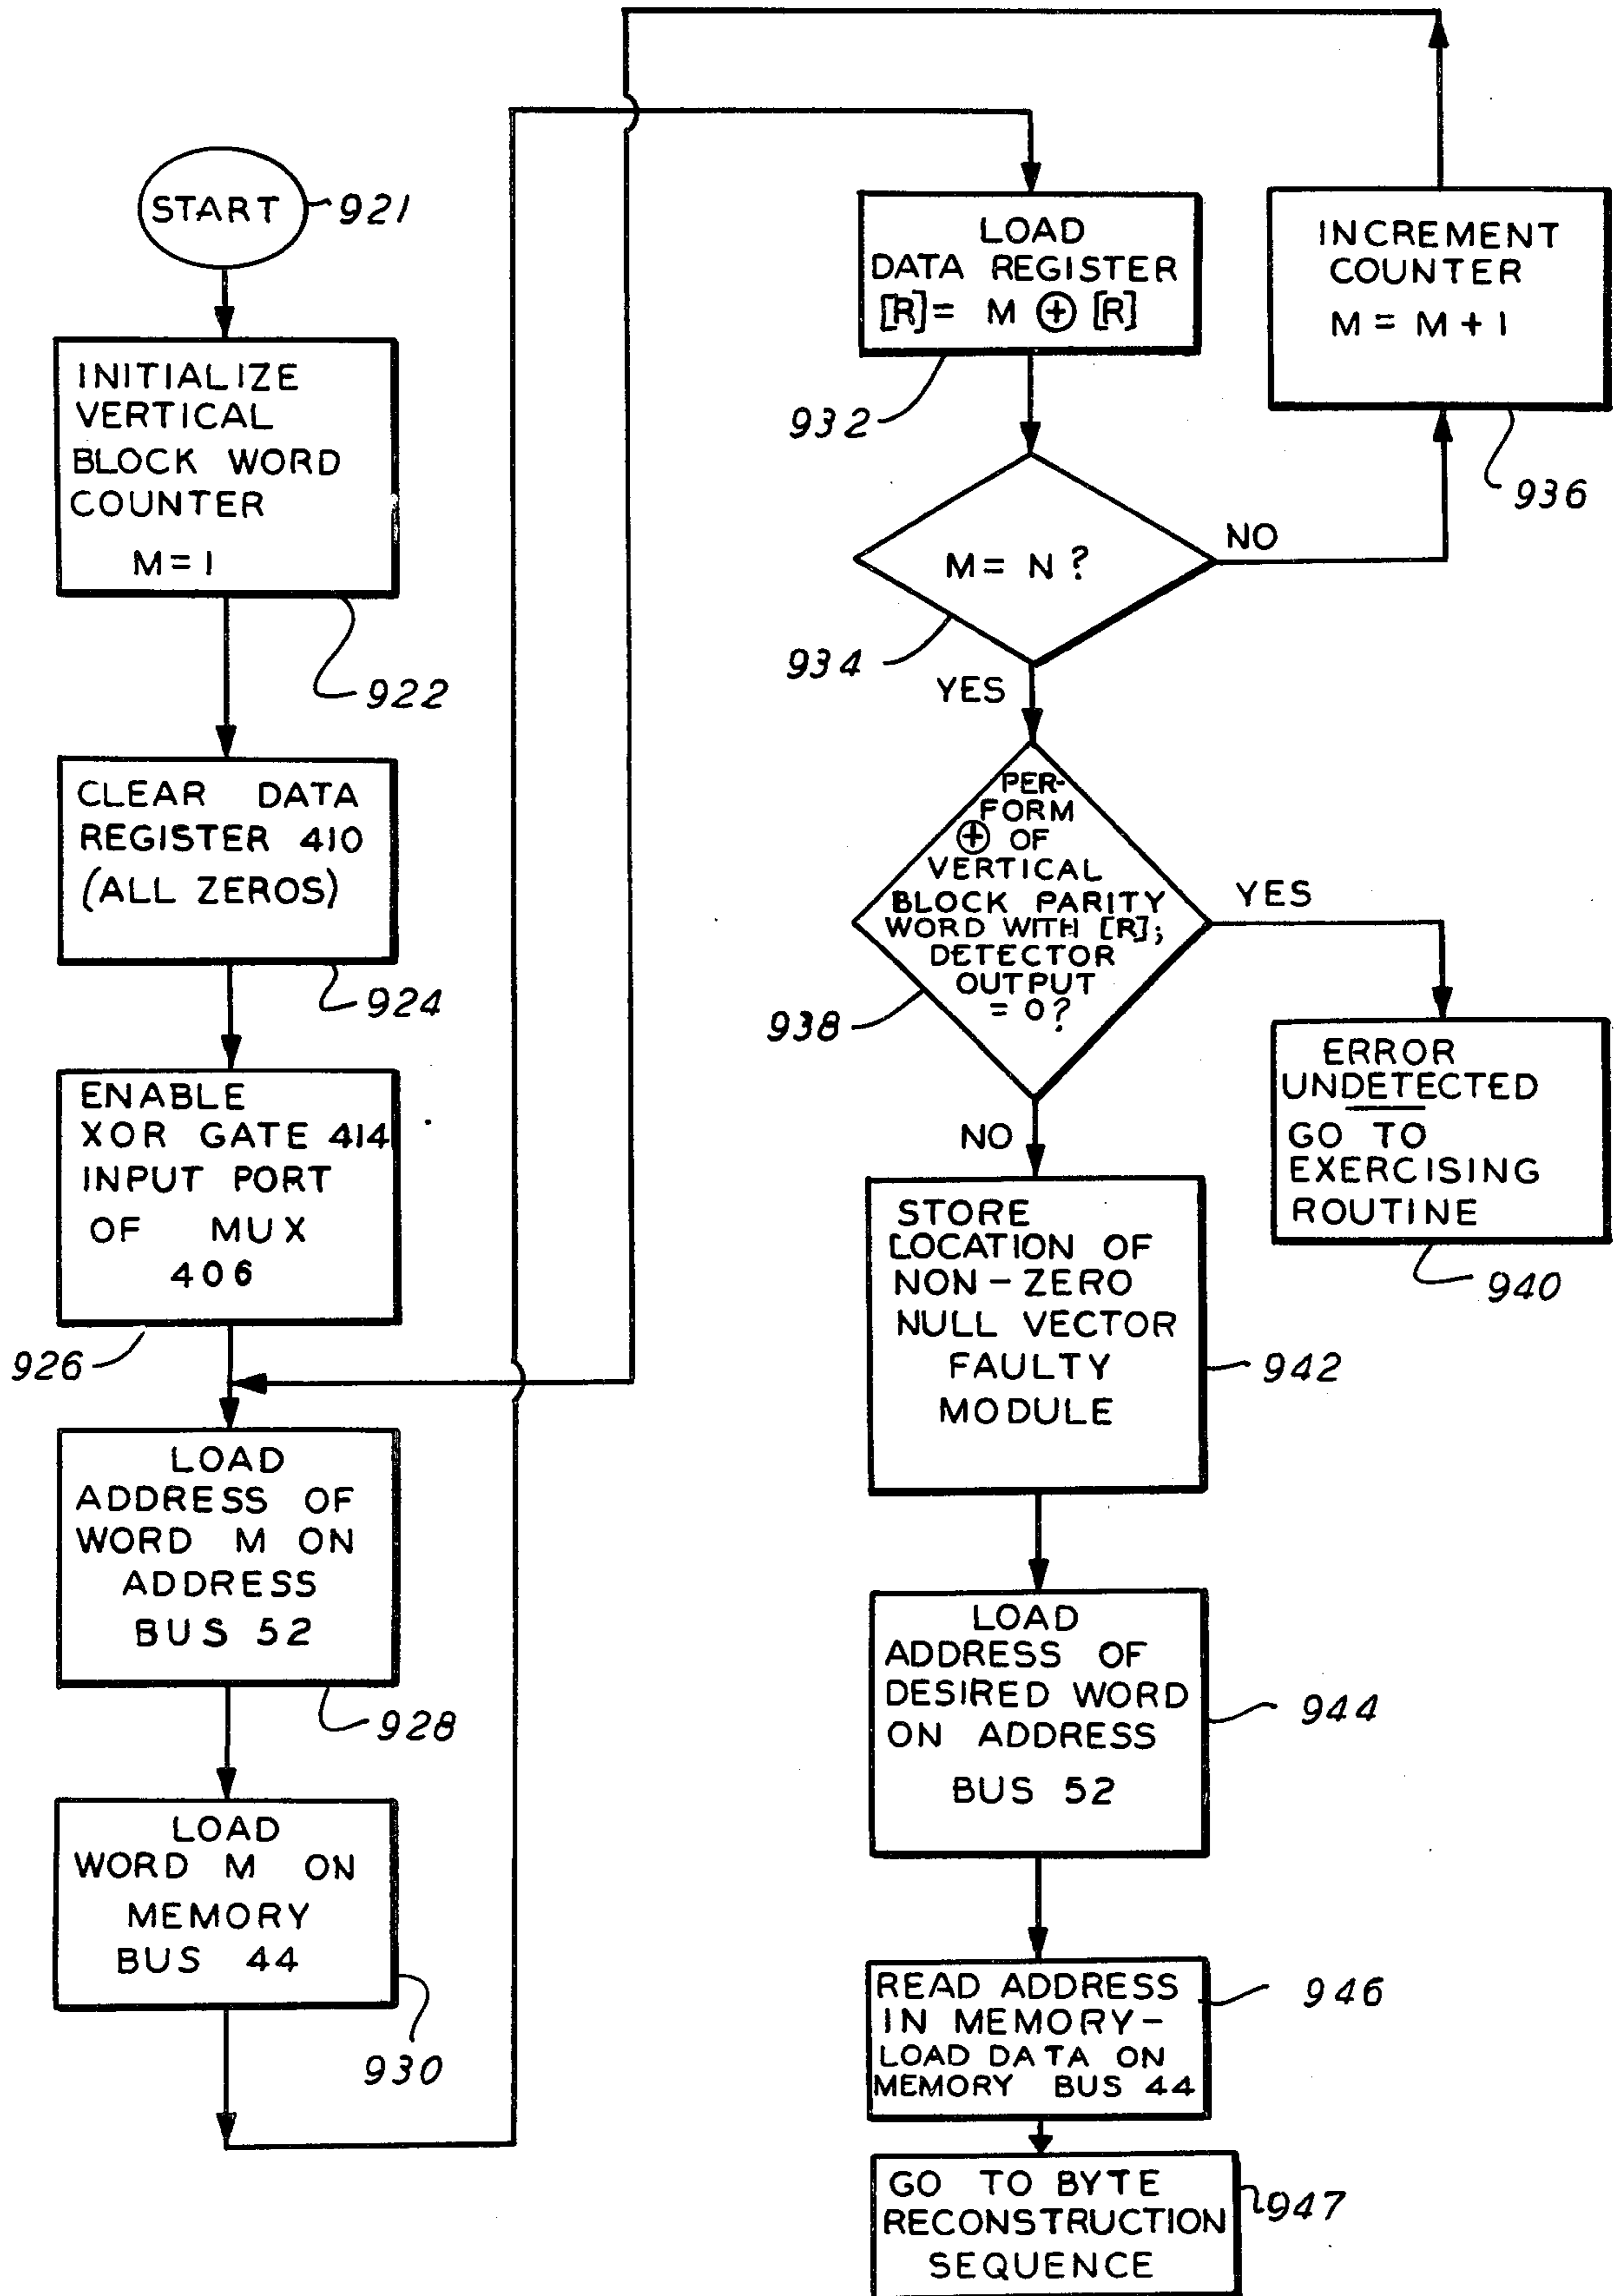 START
921
INITIALIZE
VERTICAL
BLOCK WORD
COUNTER
M=1
922
CLEAR DATA
REGISTER 410
(ALL ZEROS)
924
ENABLE
XOR GATE 414
INPUT PORT
OF MUX
406
926
LOAD
ADDRESS OF
WORD M ON
ADDRESS
BUS 52
928
LOAD
WORD M ON
MEMORY
BUS 44
930
LOAD
DATA REGISTER
[R]= M ⊕ [R]
932
M= N ?
934
NO
YES
INCREMENT
COUNTER
M = M + 1
936
PER-
FORM
⊕ OF
VERTICAL
BLOCK PARITY
WORD WITH [R];
DETECTOR
OUTPUT
= 0?
938
YES
NO
ERROR
UNDETECTED
GO TO
EXERCISING
ROUTINE
940
STORE
LOCATION OF
NON-ZERO
NULL VECTOR
FAULTY
MODULE
942
LOAD
ADDRESS OF
DESIRED WORD
ON ADDRESS
BUS 52
944
READ ADDRESS
IN MEMORY-
LOAD DATA ON
MEMORY BUS 44
946
GO TO BYTE
RECONSTRUCTION
SEQUENCE
947